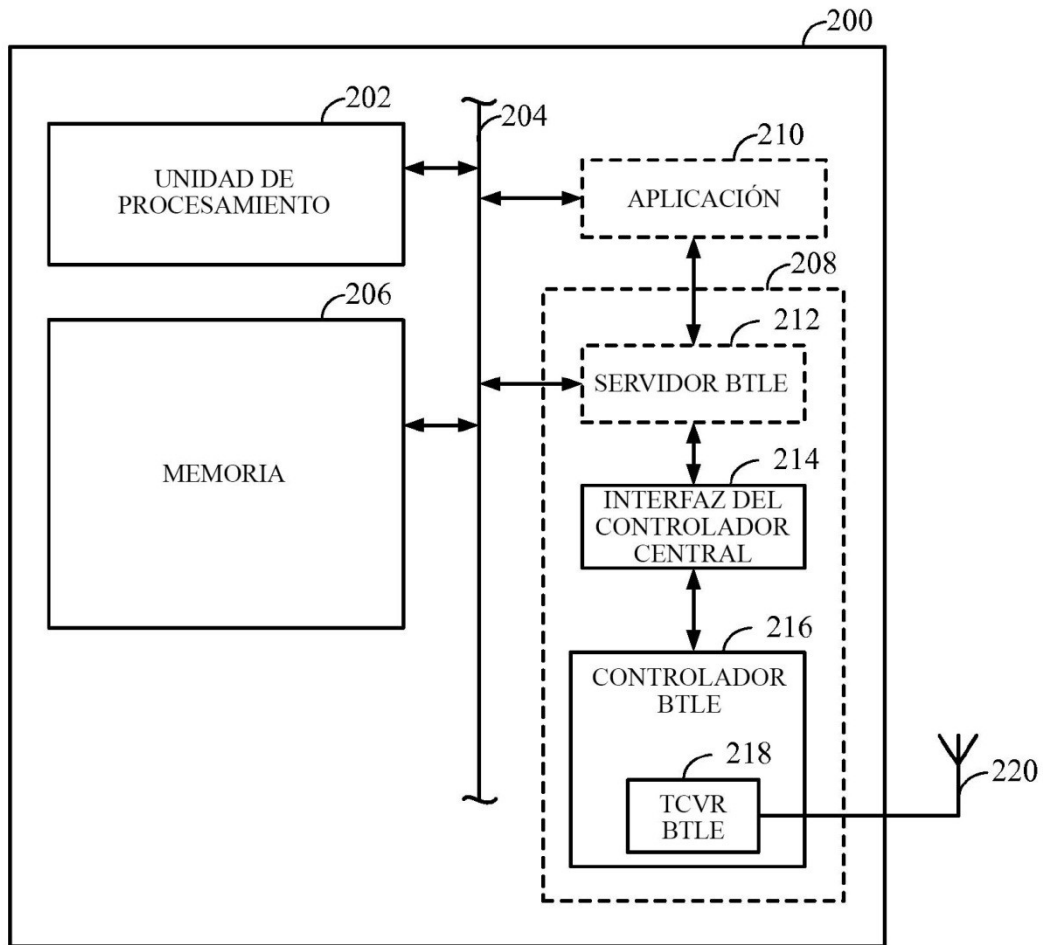 200
202
204
UNIDAD DE
PROCESAMIENTO
210
APLICACIÓN
206
MEMORIA
208
212
SERVIDOR BTLE
214
INTERFAZ DEL
CONTROLADOR
CENTRAL
216
CONTROLADOR
BTLE
218
TCVR
BTLE
220